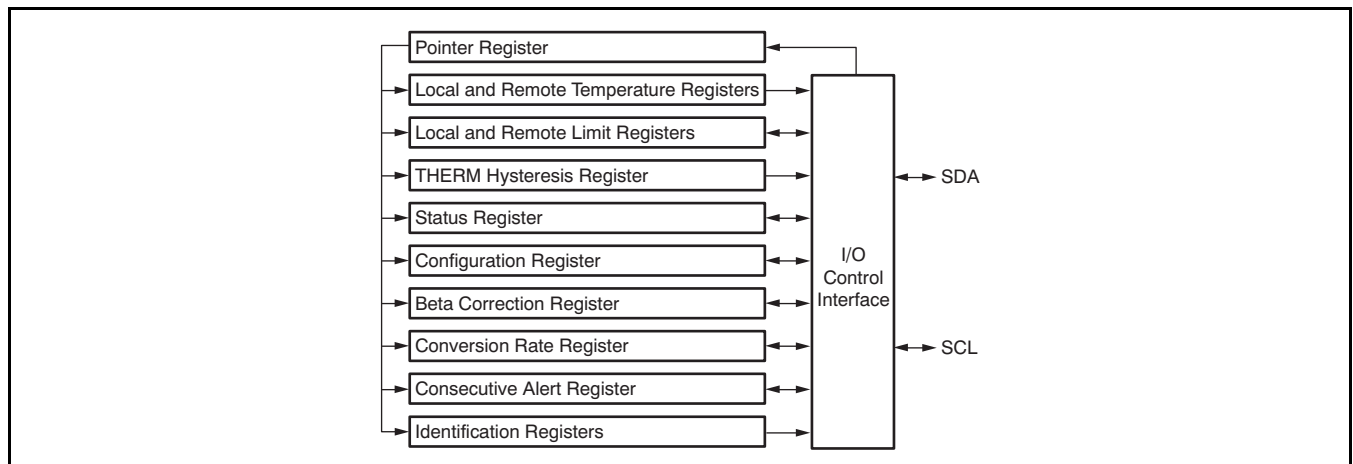 Pointer Register
Local and Remote Temperature Registers
Local and Remote Limit Registers
THERM Hysteresis Register
SDA
Status Register
Configuration Register
I/O
Control
Interface
Beta Correction Register
Conversion Rate Register
SCL
Consecutive Alert Register
Identification Registers